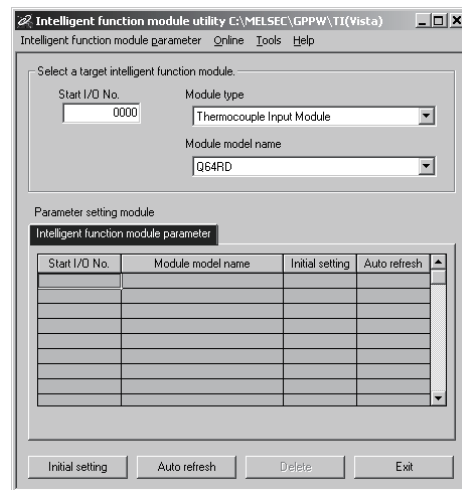 Intelligent function module utility C:\MELSEC\GPPW\TI(Vista)
Intelligent function module parameter Online Tools Help
Select a target intelligent function module.
Start I/O No. Module type
0000 Thermocouple Input Module
Module model name
Q64RD
Parameter setting module
Intelligent function module parameter
Start I/O No. Module model name Initial setting Auto refresh
Initial setting Auto refresh Delete Exit